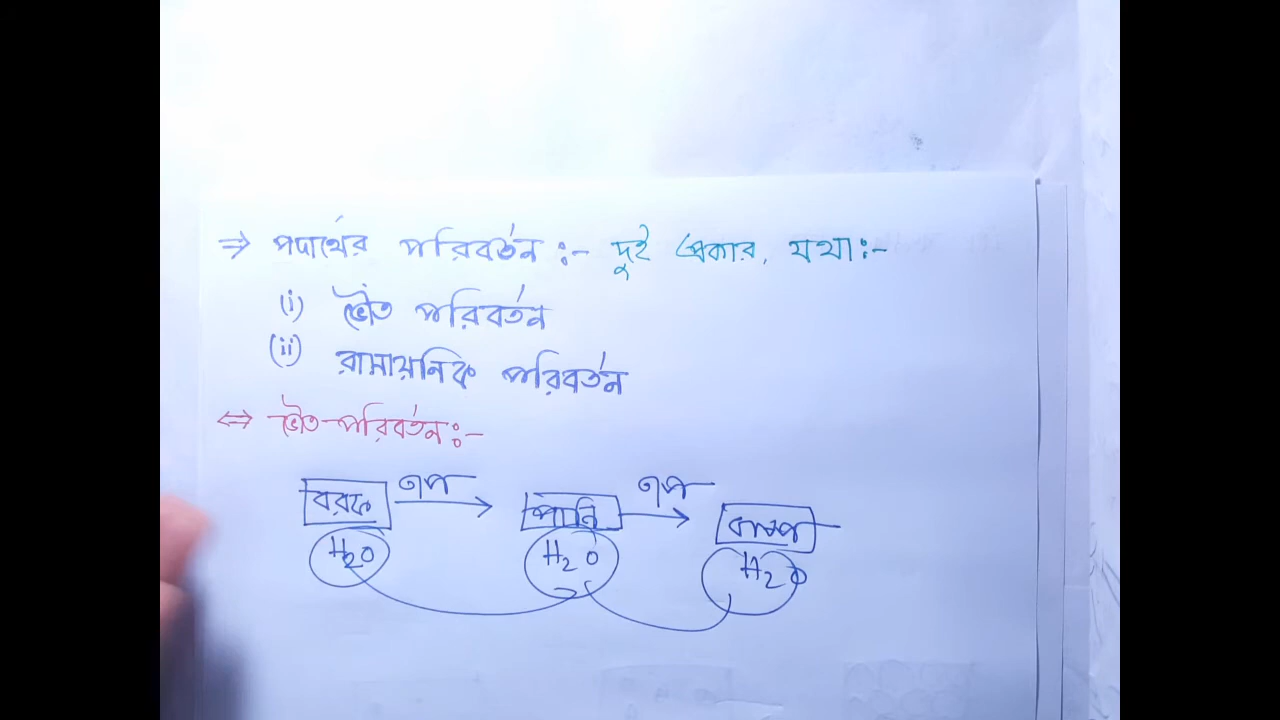 ⇒ পদার্থের পরিবর্তন :- দুই প্রকার, যথা:-
(i) ভৌত পরিবর্তন
(ii) রাসায়নিক পরিবর্তন
⇔ ভৌত পরিবর্তন :-
বরফ তাপ → পানি তাপ → বাষ্প
H2O H2O H2O